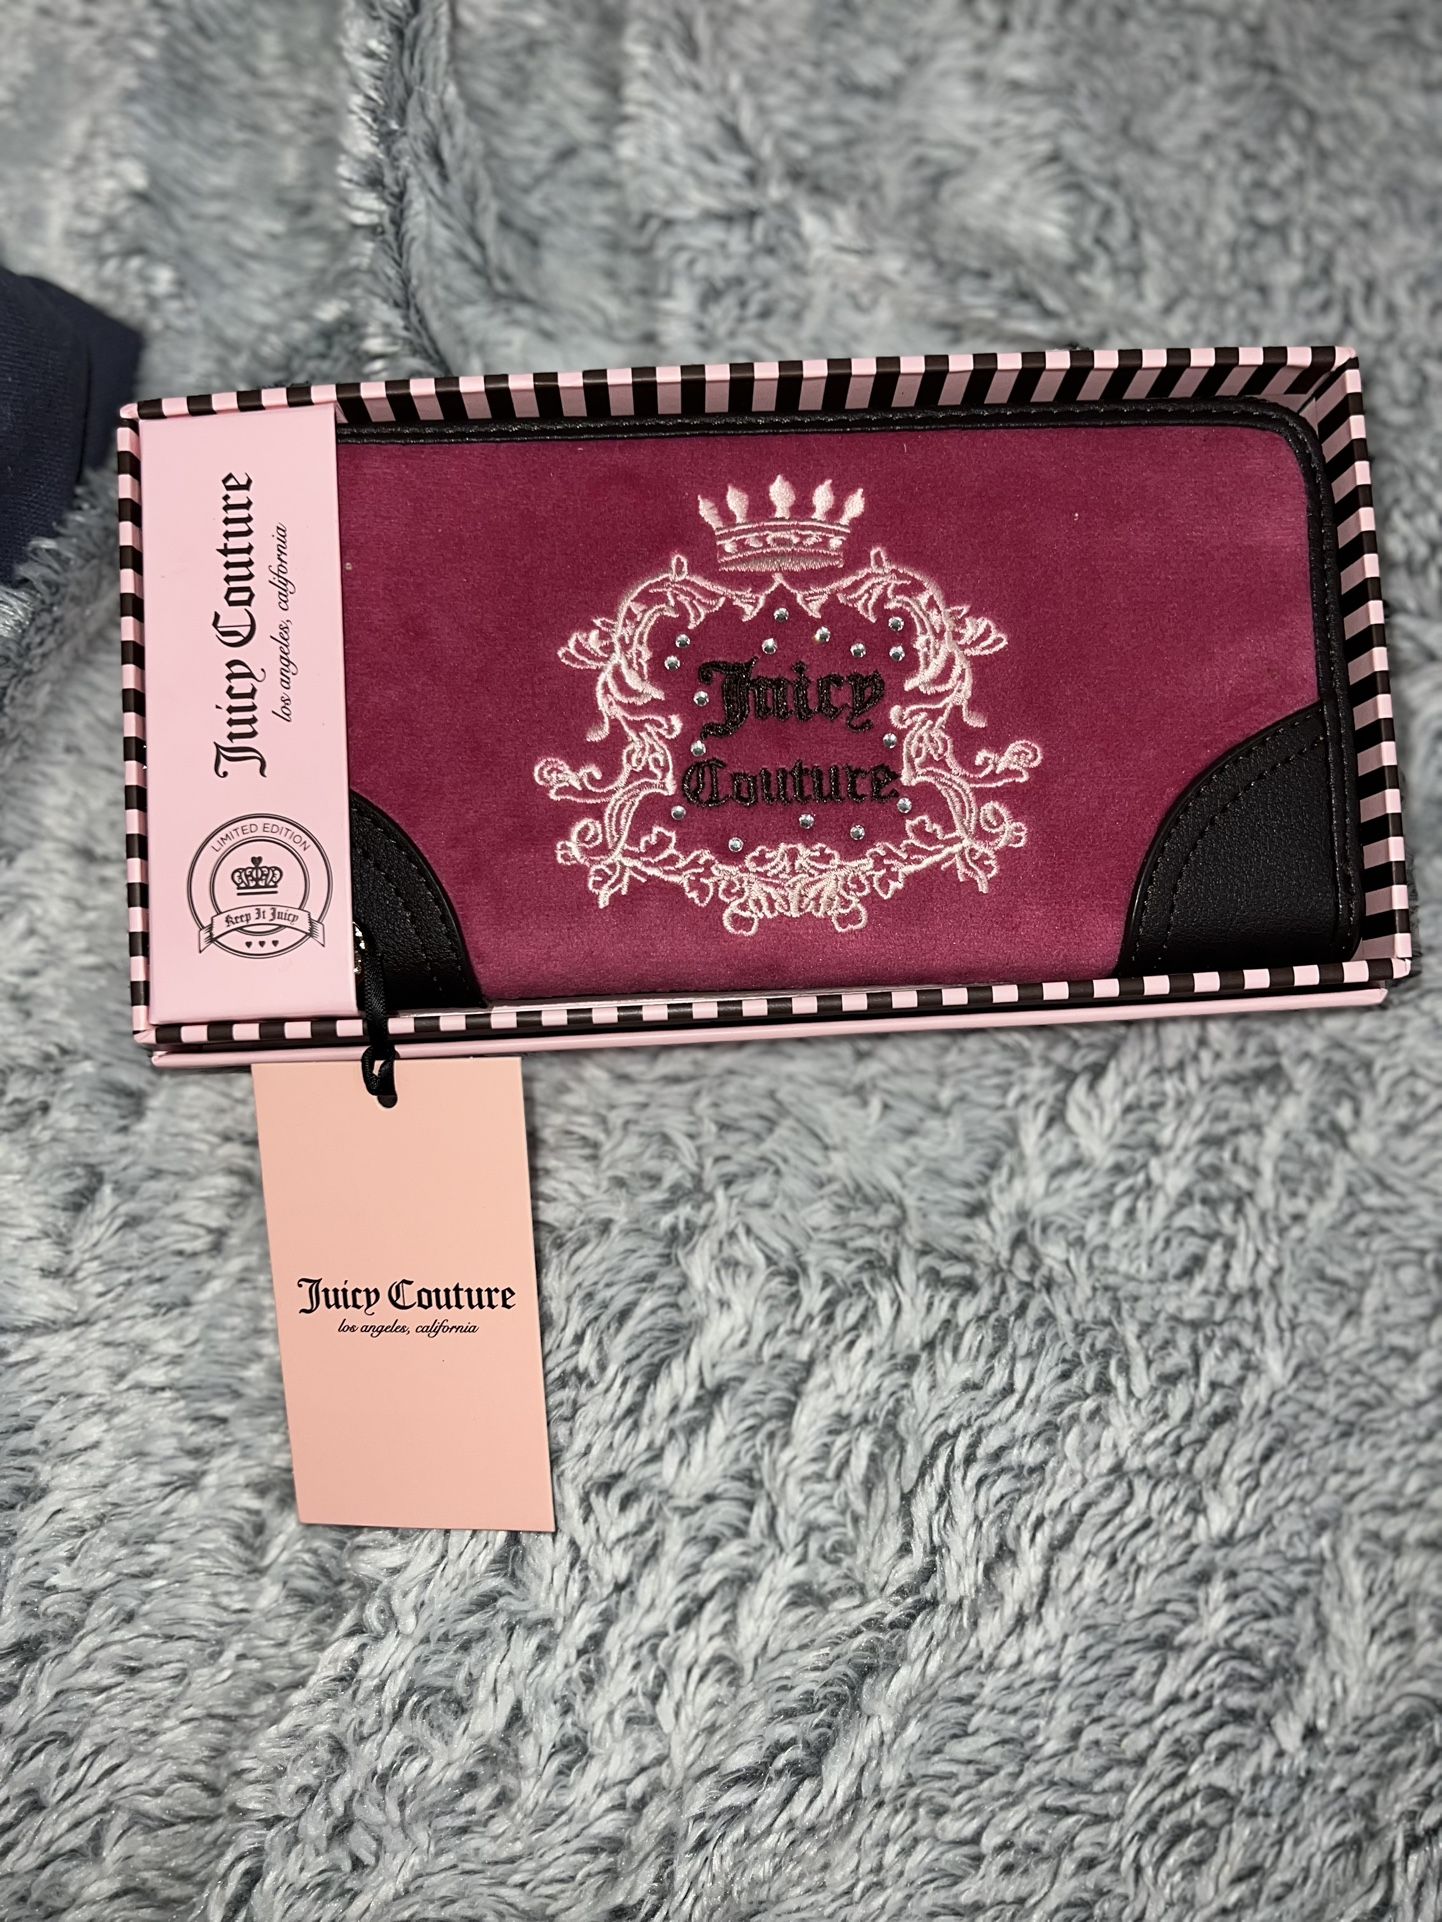 Juicy Couture
los angeles, california
LIMITED EDITION
Keep It Juicy
Juicy
Couture
Juicy Couture
los angeles, california